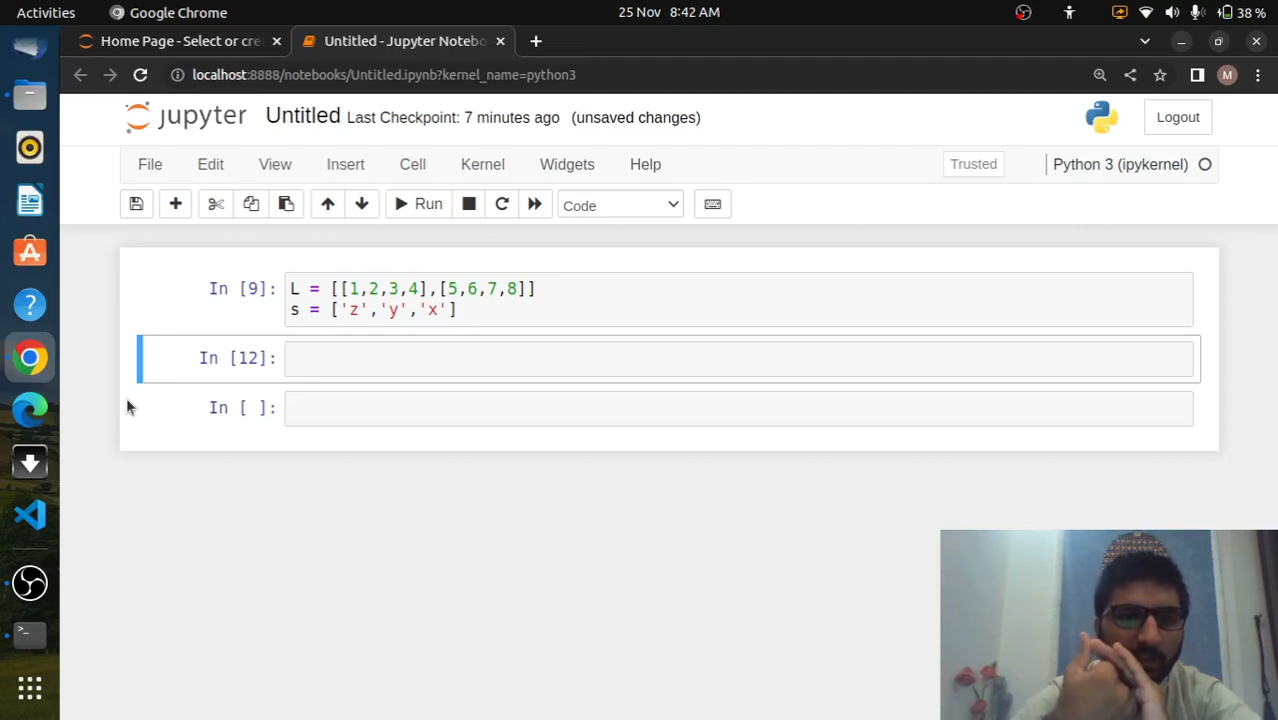 Activities Google Chrome 25 Nov 8:42 AM 38 %
Home Page - Select or cre Untitled - Jupyter Notebo
localhost:8888/notebooks/Untitled.ipynb?kernel_name=python3 M
jupyter Untitled Last Checkpoint: 7 minutes ago (unsaved changes) Logout
File Edit View Insert Cell Kernel Widgets Help Trusted Python 3 (ipykernel)
Run Code
In [9]: L = [[1,2,3,4],[5,6,7,8]]
s = ['z','y','x']
In [12]:
In [ ]: